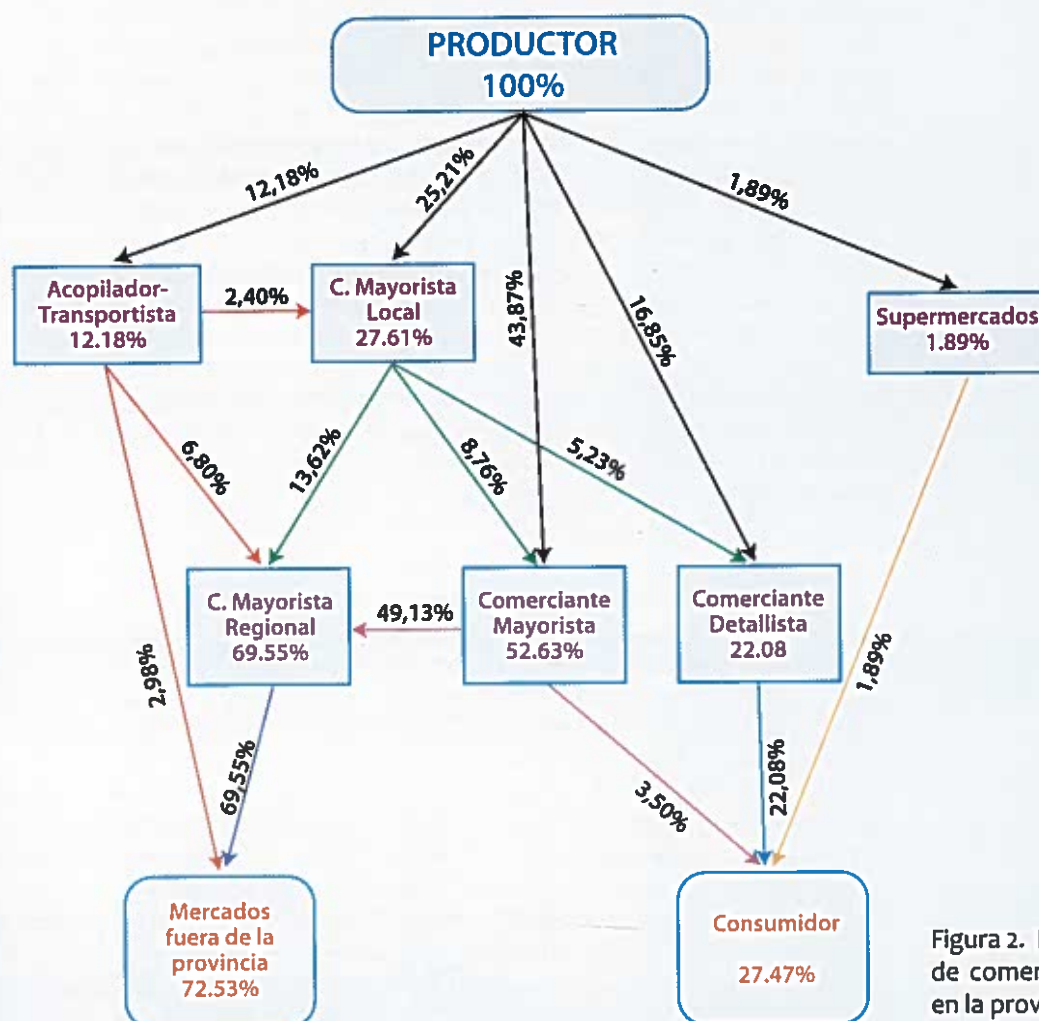 PRODUCTOR
100%
12,18%
25,21%
43,87%
16,85%
1,89%
Acopilador-
Transportista
12.18%
2,40%
C. Mayorista
Local
27.61%
Supermercados
1.89%
6,80%
13,62%
8,76%
5,23%
2,98%
C. Mayorista
Regional
69.55%
49,13%
Comerciante
Mayorista
52.63%
Comerciante
Detallista
22.08
1,89%
69,55%
3,50%
22,08%
Mercados
fuera de la
provincia
72.53%
Consumidor
27.47%
Figura 2.
de comer
en la prov